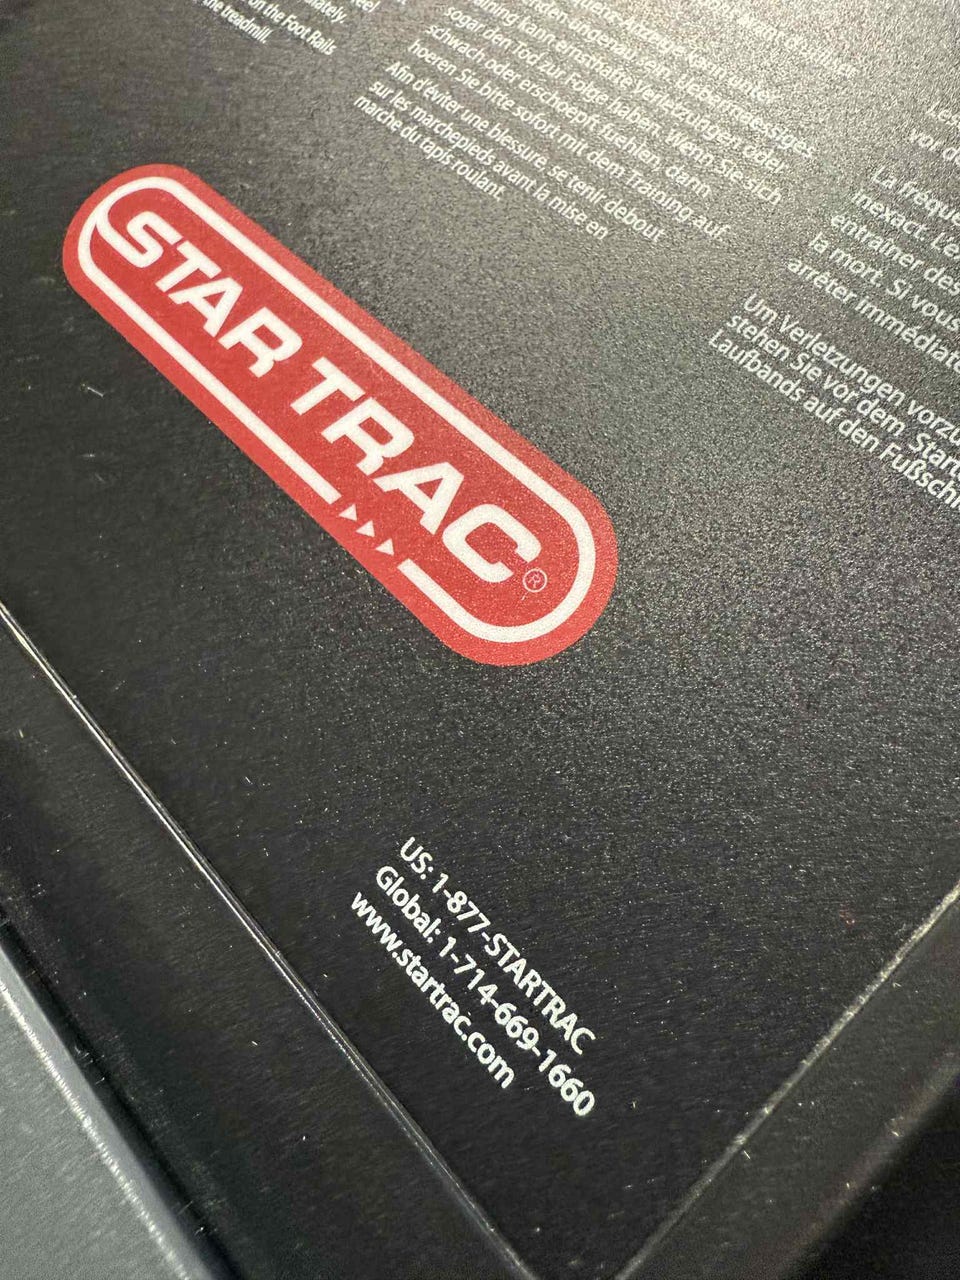 on the Foot Rails
the treadmill.
sogar den Tod zur Folge haben. Wenn sie sich
schwach oder erschoepft fuehlen, dann
hoeren Sie bitte sofort mit dem Training auf.
Afin d'éviter une blessure, se tenir debout
sur les marchepieds avant la mise en
marche du tapis roulant.
La fréqu
inexact. L'e
entraîner de
la mort. Si vous
arrêter immédiat
Um Verletzungen vorzu
stehen Sie vor dem Start
Laufbands auf den Fußschi
STAR TRAC®
US: 1-877-STARTRAC
Global: 1-714-669-1660
www.startrac.com